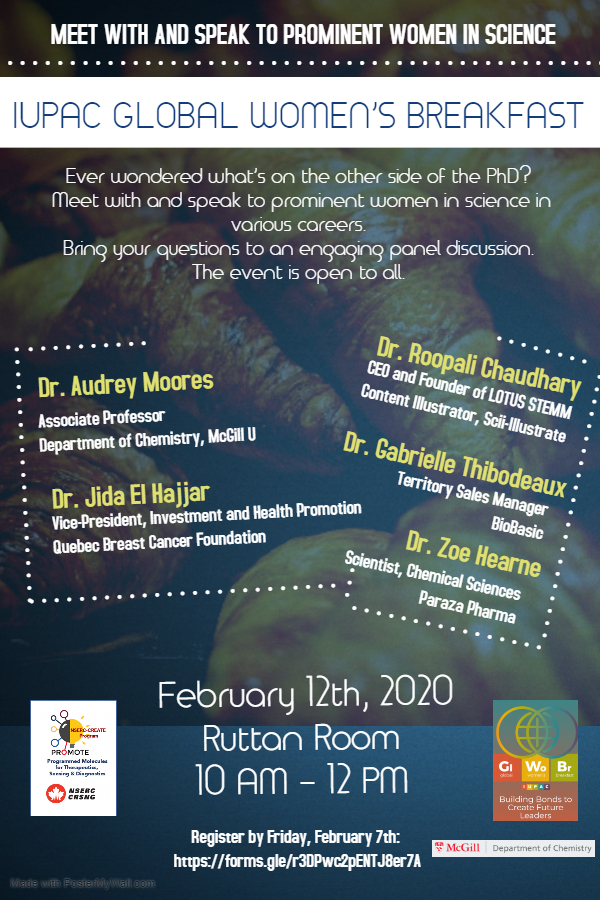 MEET WITH AND SPEAK TO PROMINENT WOMEN IN SCIENCE
IUPAC GLOBAL WOMEN'S BREAKFAST
Ever wondered what's on the other side of the PhD?
Meet with and speak to prominent women in science in
various careers.
Bring your questions to an engaging panel discussion.
The event is open to all.
Dr. Audrey Moores
Associate Professor
Department of Chemistry, McGill U
Dr. Jida El Hajjar
Vice-President, Investment and Health Promotion
Quebec Breast Cancer Foundation
Dr. Roopali Chaudhary
CEO and Founder of LOTUS STEMM
Content Illustrator, Scii-Illustrate
Dr. Gabrielle Thibodeaux
Territory Sales Manager
BioBasic
Dr. Zoe Hearne
Scientist, Chemical Sciences
Paraza Pharma
February 12th, 2020
Ruttan Room
10 AM - 12 PM
NSERC-CREATE
Program
PROMOTE
Programmed Molecules
for Therapeutics,
Sensing & Diagnostics
NSERC
CRSNG
Gl Wo Br
global women's breakfast
IUPAC
Building Bonds to
Create Future
Leaders
Register by Friday, February 7th:
https://forms.gle/r3DPwc2pENTJ8er7A
McGill Department of Chemistry
Made with PosterMyWall.com